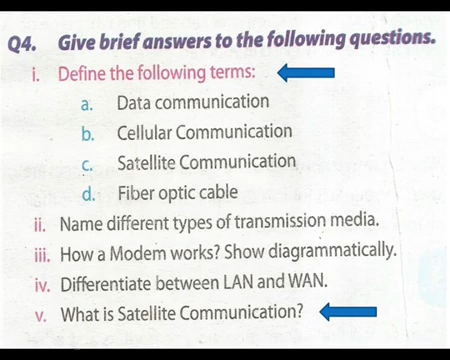 Q4. Give brief answers to the following questions.
i. Define the following terms:
a. Data communication
b. Cellular Communication
c. Satellite Communication
d. Fiber optic cable
ii. Name different types of transmission media.
iii. How a Modem works? Show diagrammatically.
iv. Differentiate between LAN and WAN.
v. What is Satellite Communication?